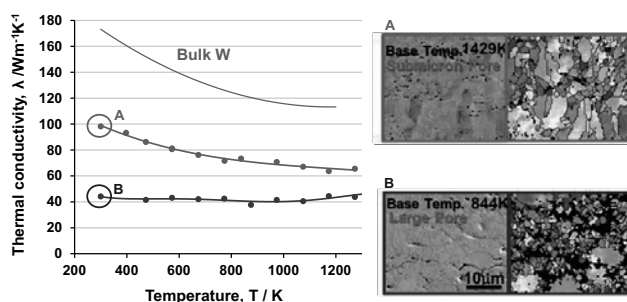 Thermal conductivity, λ /Wm⁻¹K⁻¹
180
160
140
120
100
80
60
40
20
0
Bulk W
A
B
200
400
600
800
1000
1200
Temperature, T / K
A
Base Temp. ~1429K
Submicron Pore
B
Base Temp. ~844K
Large Pore
10μm